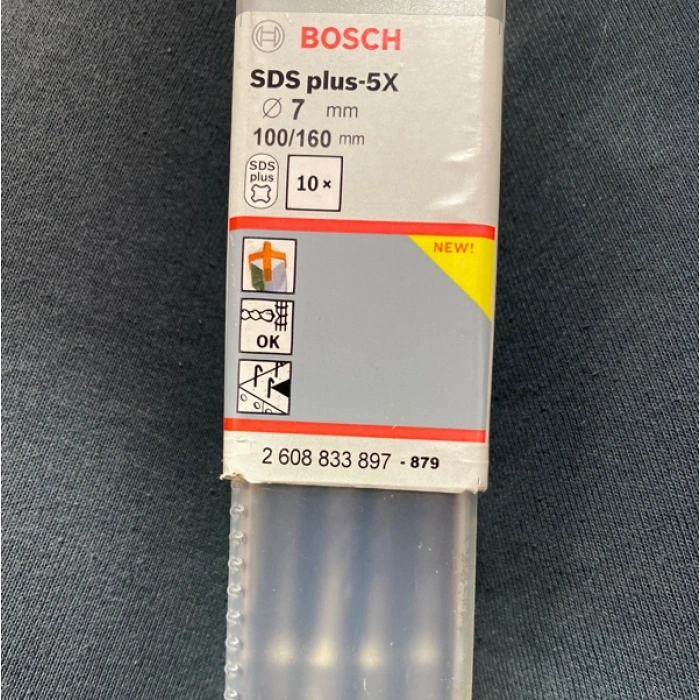 BOSCH
SDS plus-5X
Ø 7 mm
100/160 mm
SDS
plus
10 ×
NEW!
OK
2 608 833 897 - 879